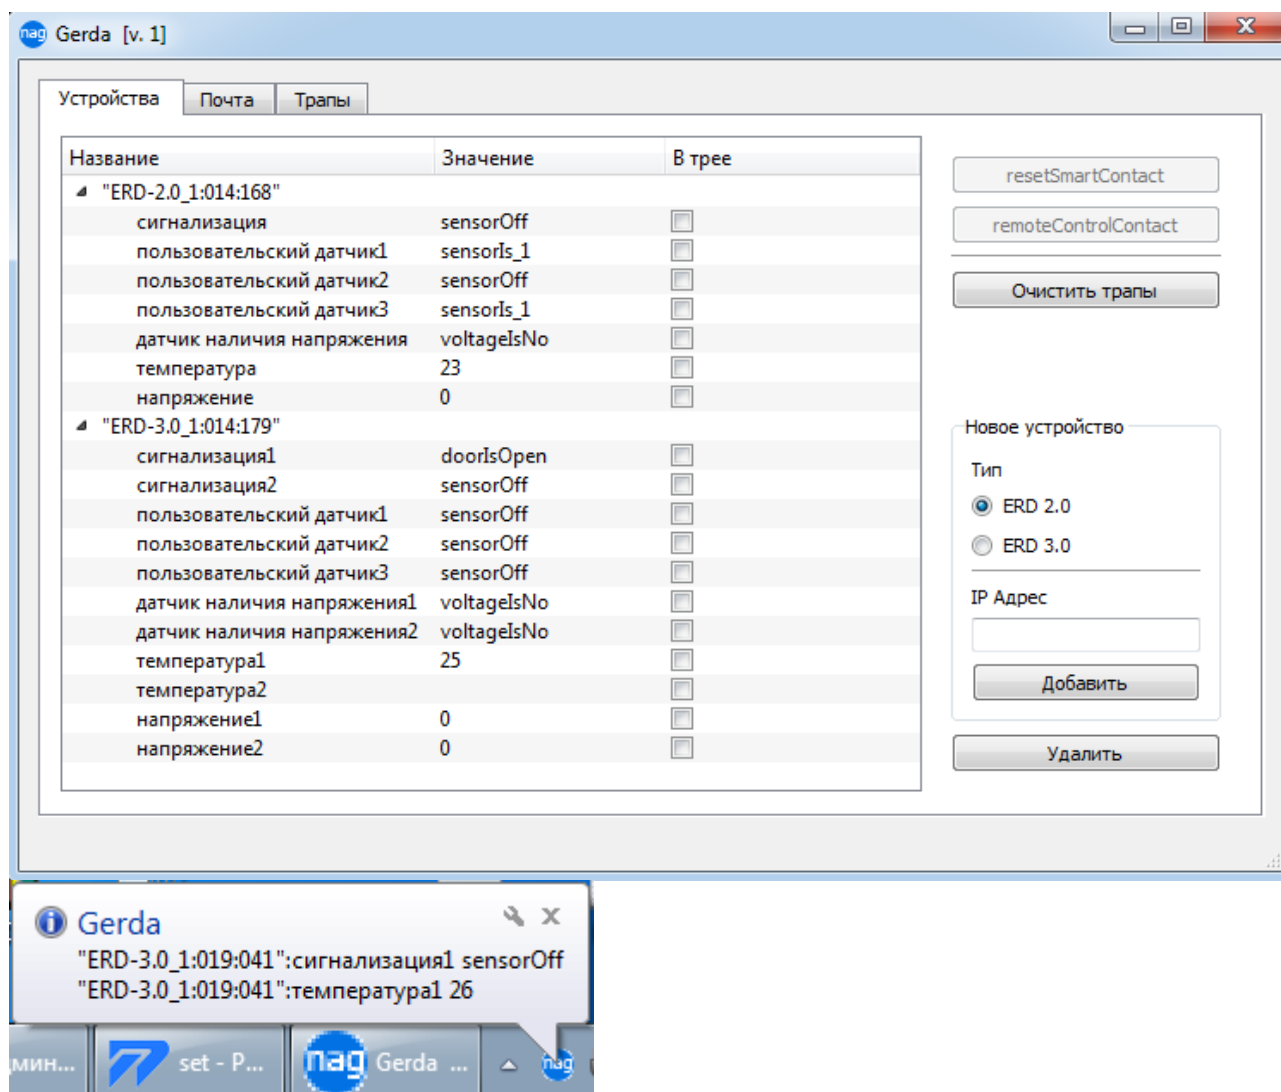 nag Gerda [v. 1]
Устройства Почта Трапы
Название Значение В трее
"ERD-2.0_1:014:168"
сигнализация sensorOff
пользовательский датчик1 sensorIs_1
пользовательский датчик2 sensorOff
пользовательский датчик3 sensorIs_1
датчик наличия напряжения voltageIsNo
температура 23
напряжение 0
"ERD-3.0_1:014:179"
сигнализация1 doorIsOpen
сигнализация2 sensorOff
пользовательский датчик1 sensorOff
пользовательский датчик2 sensorOff
пользовательский датчик3 sensorOff
датчик наличия напряжения1 voltageIsNo
датчик наличия напряжения2 voltageIsNo
температура1 25
температура2
напряжение1 0
напряжение2 0
resetSmartContact
remoteControlContact
Очистить трапы
Новое устройство
Тип
ERD 2.0
ERD 3.0
IP Адрес
Добавить
Удалить
Gerda
"ERD-3.0_1:019:041":сигнализация1 sensorOff
"ERD-3.0_1:019:041":температура1 26
мин... set - P... nag Gerda ... nag